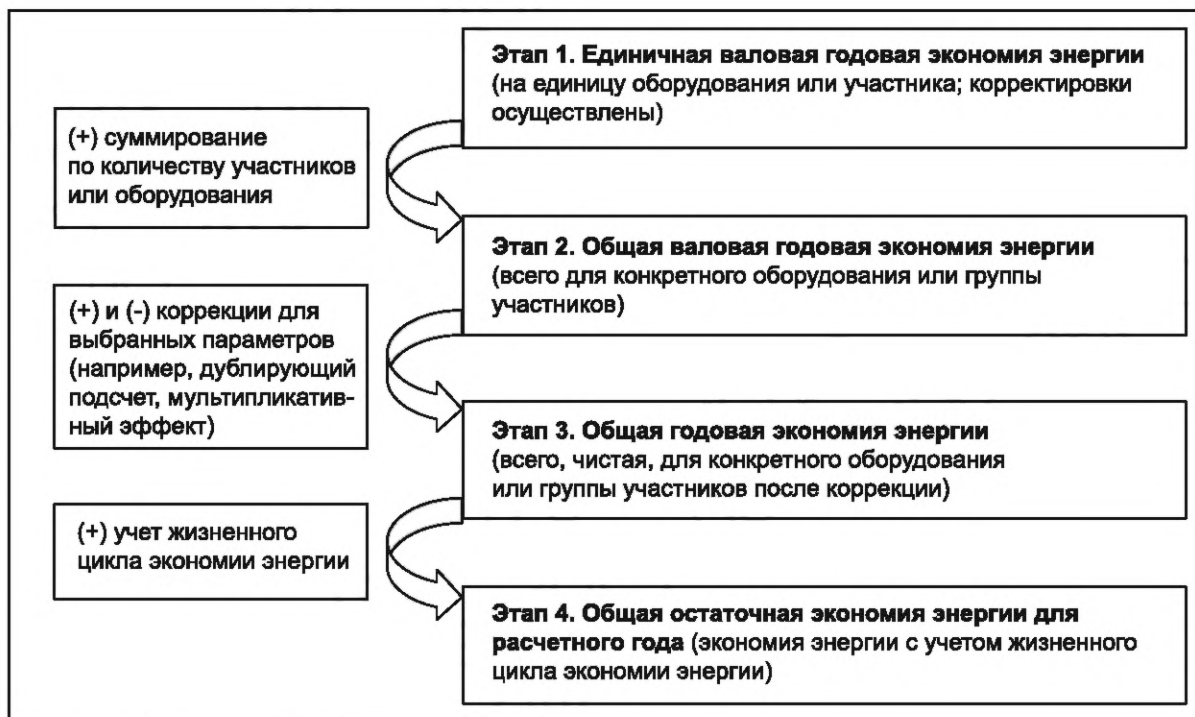 Этап 1. Единичная валовая годовая экономия энергии
(на единицу оборудования или участника; корректировки
осуществлены)
(+) суммирование
по количеству участников
или оборудования
Этап 2. Общая валовая годовая экономия энергии
(всего для конкретного оборудования или группы
участников)
(+) и (-) коррекции для
выбранных параметров
(например, дублирующий
подсчет, мультипликатив-
ный эффект)
Этап 3. Общая годовая экономия энергии
(всего, чистая, для конкретного оборудования
или группы участников после коррекции)
(+) учет жизненного
цикла экономии энергии
Этап 4. Общая остаточная экономия энергии для
расчетного года (экономия энергии с учетом жизненного
цикла экономии энергии)